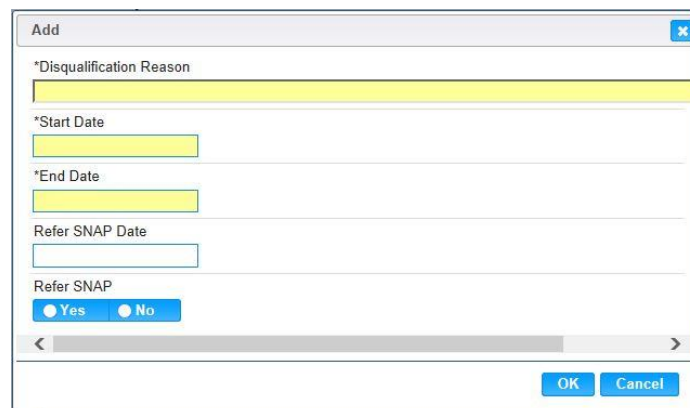 Add
*Disqualification Reason
*Start Date
*End Date
Refer SNAP Date
Refer SNAP
Yes No
OK Cancel